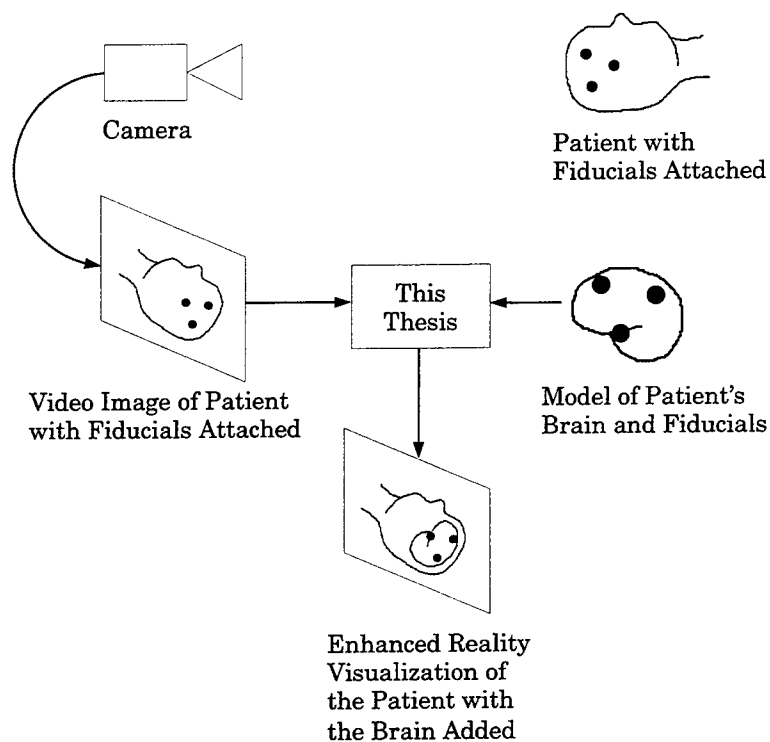 Camera
Patient with
Fiducials Attached
This
Thesis
Video Image of Patient
with Fiducials Attached
Model of Patient's
Brain and Fiducials
Enhanced Reality
Visualization of
the Patient with
the Brain Added